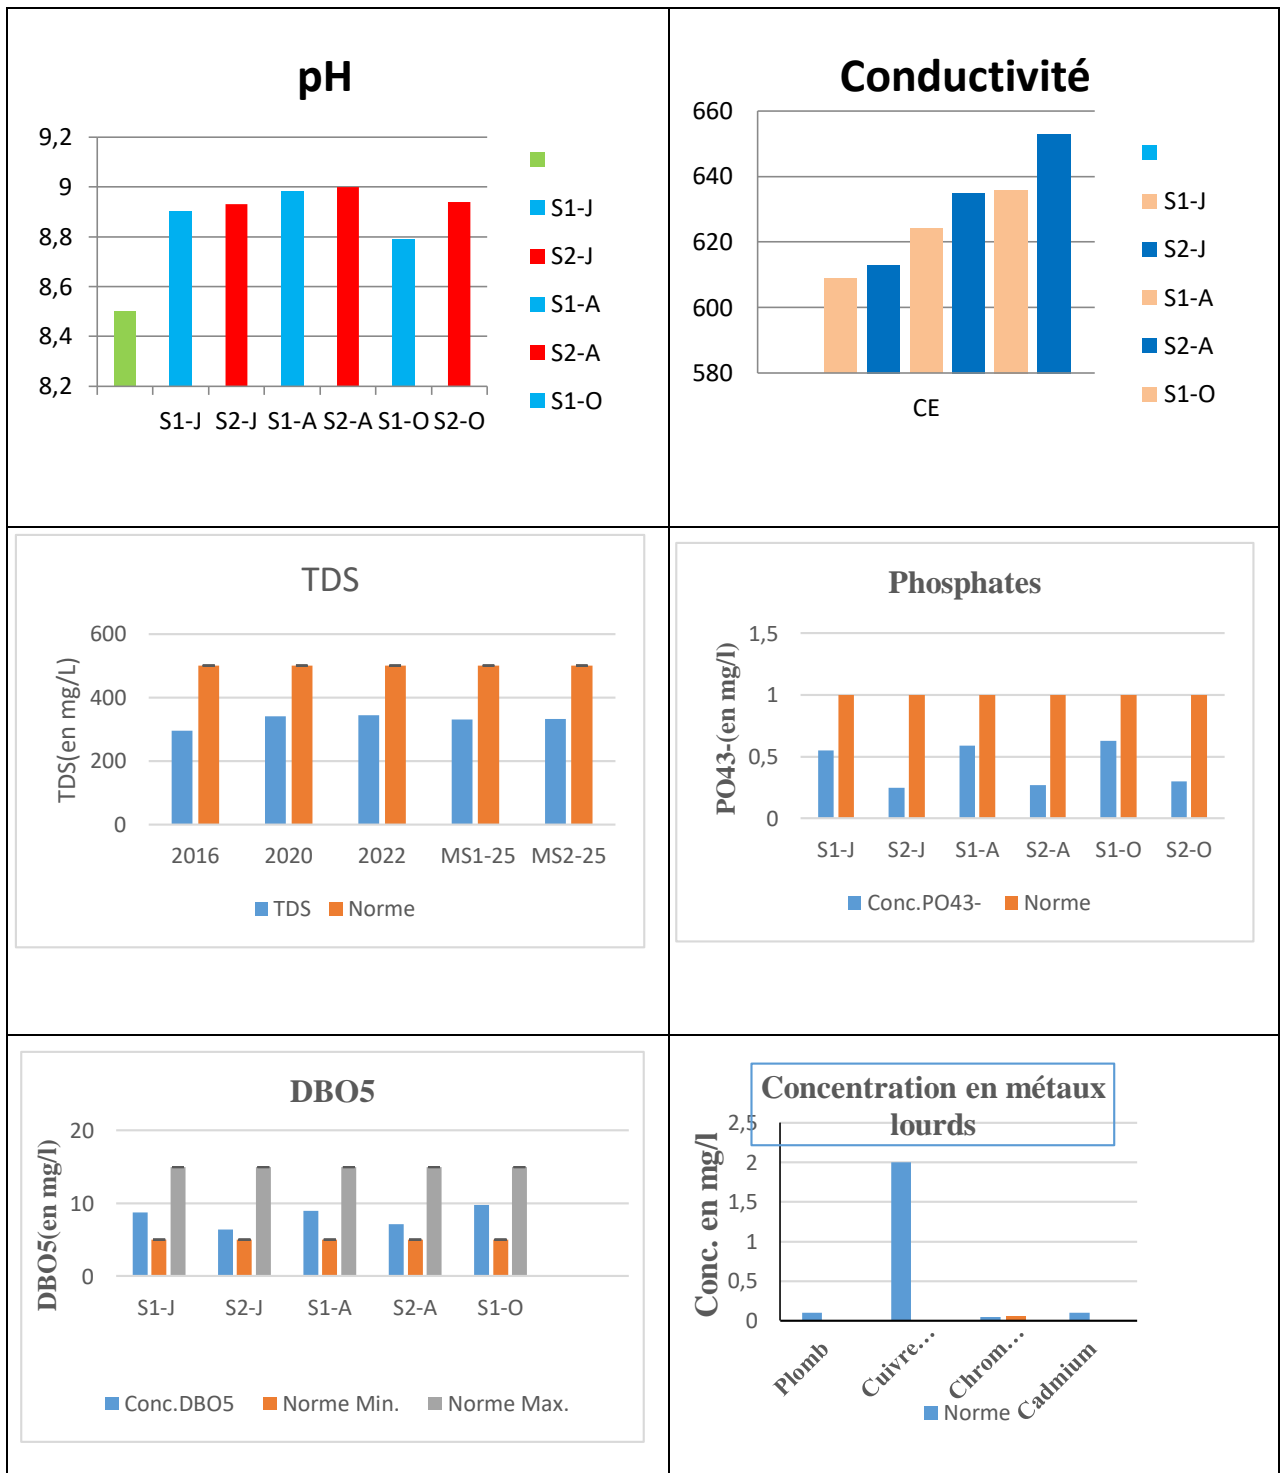 pH
9,2
9
8,8
8,6
8,4
8,2
S1-J S2-J S1-A S2-A S1-O S2-O
S1-J
S2-J
S1-A
S2-A
S1-O
Conductivité
660
640
620
600
580
CE
S1-J
S2-J
S1-A
S2-A
S1-O
TDS
TDS(en mg/L)
600
400
200
0
2016 2020 2022 MS1-25 MS2-25
TDS Norme
Phosphates
PO43-(en mg/l)
1,5
1
0,5
0
S1-J S2-J S1-A S2-A S1-O S2-O
Conc.PO43- Norme
DBO5
DBO5(en mg/l)
20
10
0
S1-J S2-J S1-A S2-A S1-O
Conc.DBO5 Norme Min. Norme Max.
Concentration en métaux
lourds
Conc. en mg/l
2,5
2
1,5
1
0,5
0
Plomb Cuivre... Chrom... Cadmium
Norme